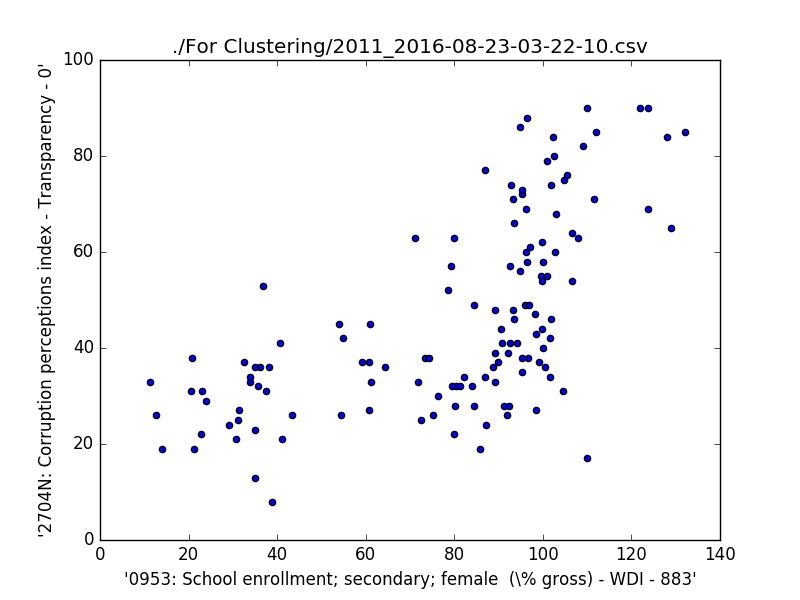 ./For Clustering/2011_2016-08-23-03-22-10.csv
'2704N: Corruption perceptions index - Transparency - 0'
100
80
60
40
20
0
0 20 40 60 80 100 120 140
'0953: School enrollment; secondary; female (\% gross) - WDI - 883'